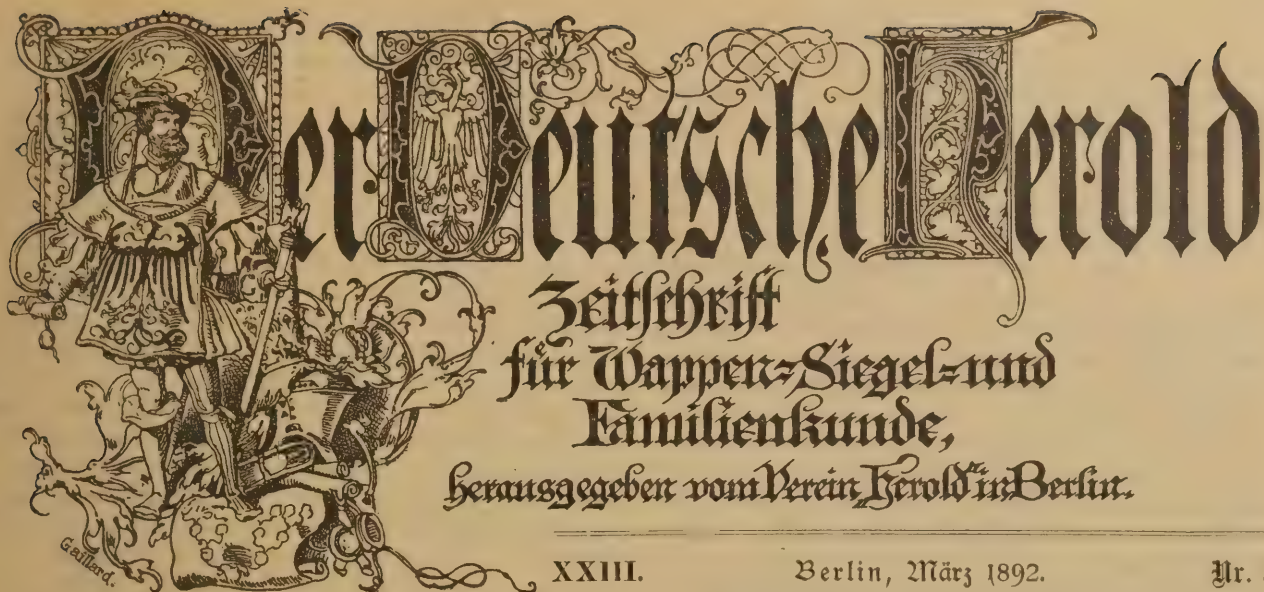 Der Deutsche Herold
Zeitschrift
für Wappen-Siegel-und
Familienkunde,
herausgegeben vom Verein „Herold“ in Berlin.
Gaillard.
XXIII. Berlin, März 1892. Nr.